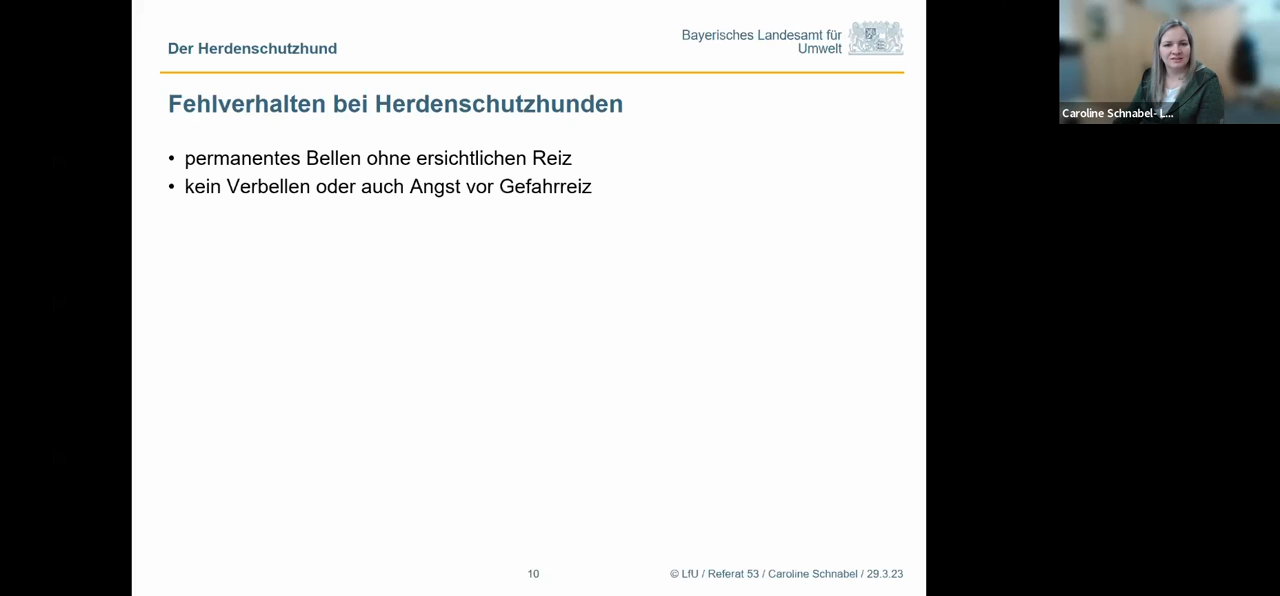 Der Herdenschutzhund
Bayerisches Landesamt für
Umwelt
Fehlverhalten bei Herdenschutzhunden
• permanentes Bellen ohne ersichtlichen Reiz
• kein Verbellen oder auch Angst vor Gefahrreiz
10
© LfU / Referat 53 / Caroline Schnabel / 29.3.23
Caroline Schnabel- L...